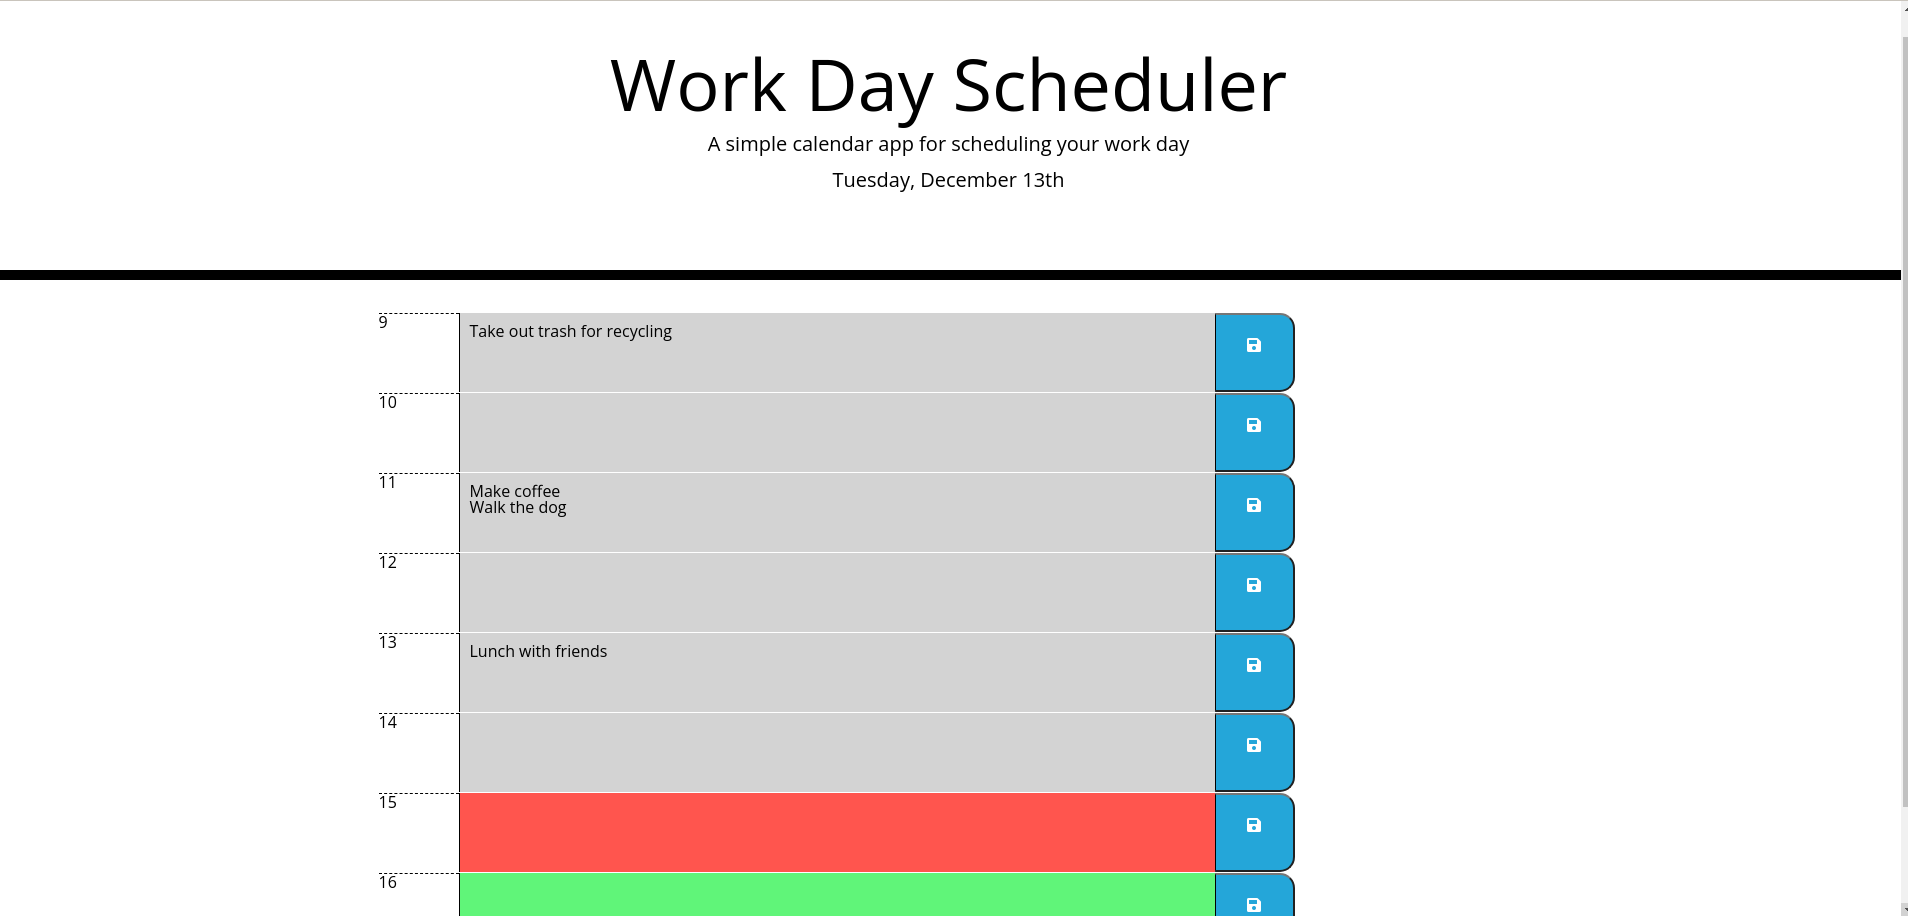 Work Day Scheduler
A simple calendar app for scheduling your work day
Tuesday, December 13th
9
Take out trash for recycling
10
11
Make coffee
Walk the dog
12
13
Lunch with friends
14
15
16